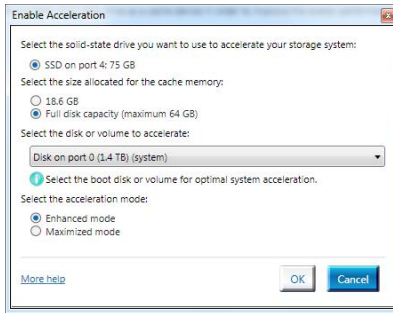 Enable Acceleration
Select the solid-state drive you want to use to accelerate your storage system:
SSD on port 4: 75 GB
Select the size allocated for the cache memory:
18.6 GB
Full disk capacity (maximum 64 GB)
Select the disk or volume to accelerate:
Disk on port 0 (1.4 TB) (system)
Select the boot disk or volume for optimal system acceleration.
Select the acceleration mode:
Enhanced mode
Maximized mode
More help
OK
Cancel